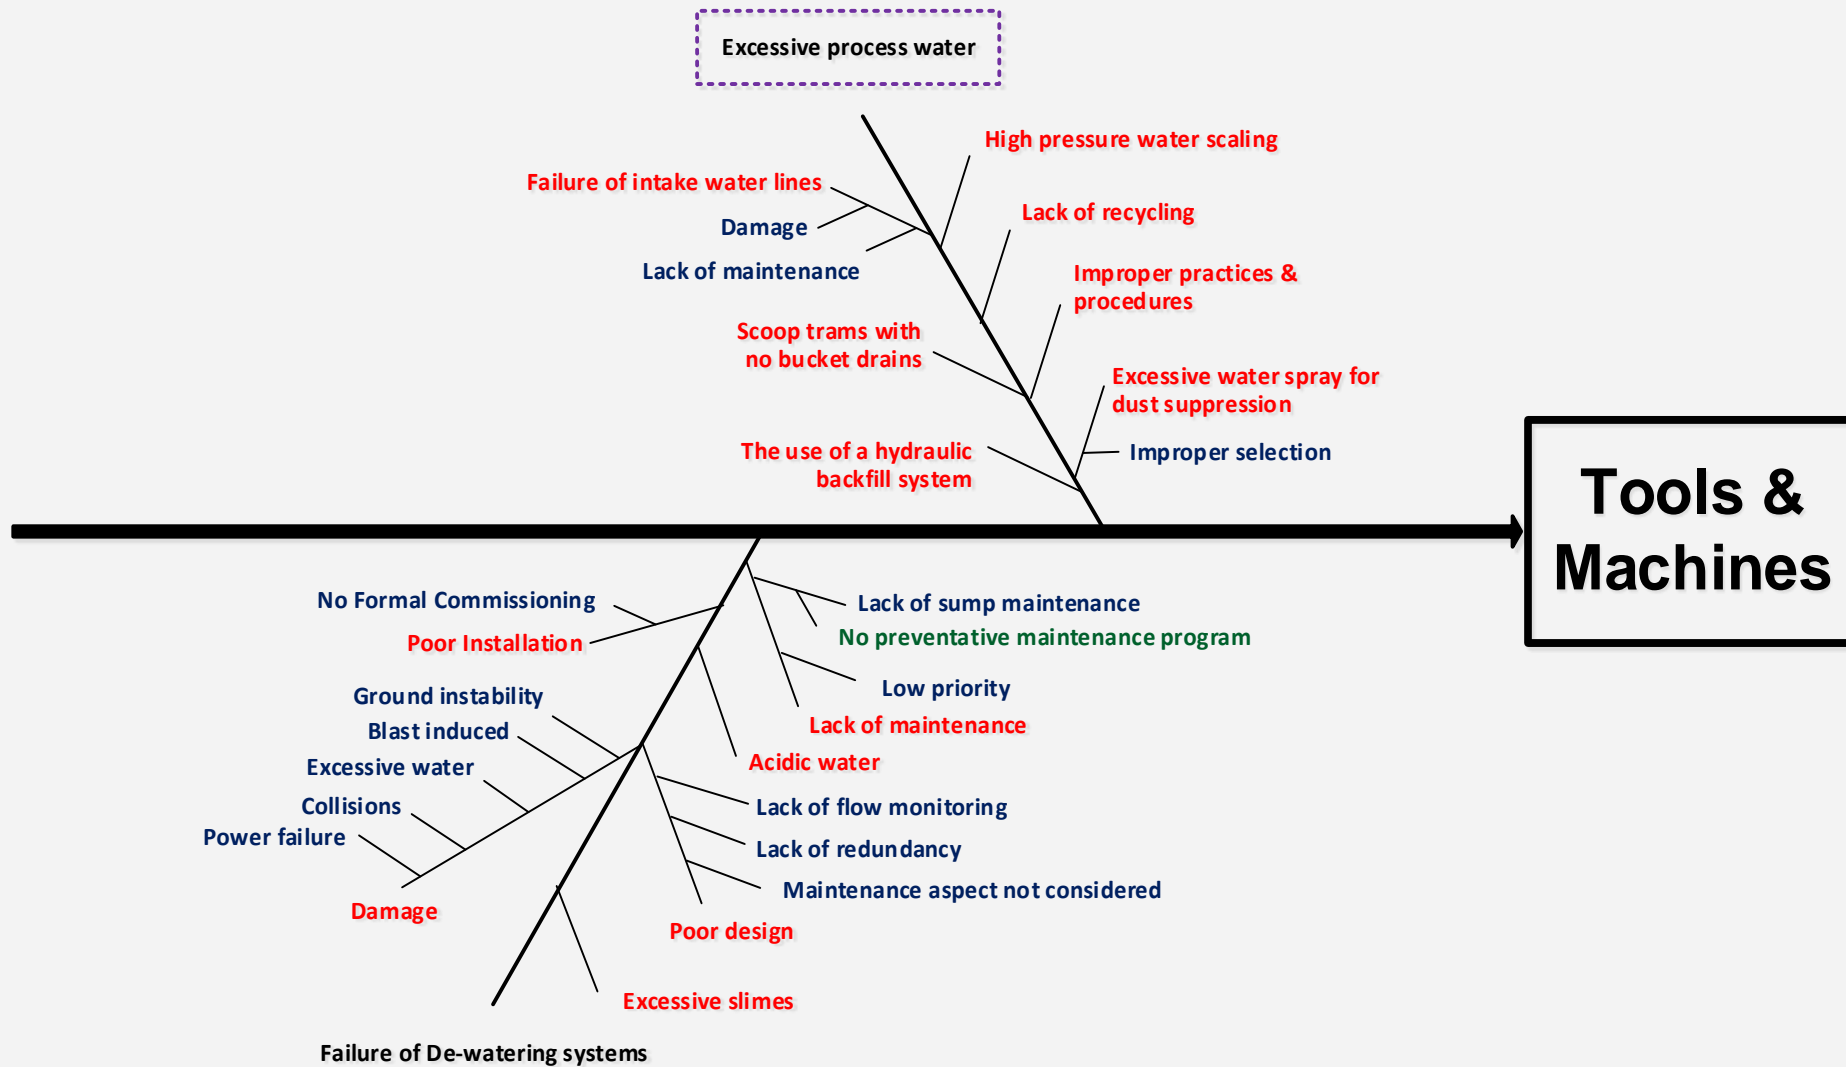 Excessive process water
High pressure water scaling
Failure of intake water lines
Lack of recycling
Damage
Lack of maintenance
Improper practices &
procedures
Scoop trams with
no bucket drains
Excessive water spray for
dust suppression
The use of a hydraulic
backfill system
Improper selection
Tools &
Machines
No Formal Commissioning
Poor Installation
Lack of sump maintenance
No preventative maintenance program
Low priority
Lack of maintenance
Ground instability
Blast induced
Excessive water
Collisions
Power failure
Damage
Acidic water
Lack of flow monitoring
Lack of redundancy
Maintenance aspect not considered
Poor design
Excessive slimes
Failure of De-watering systems